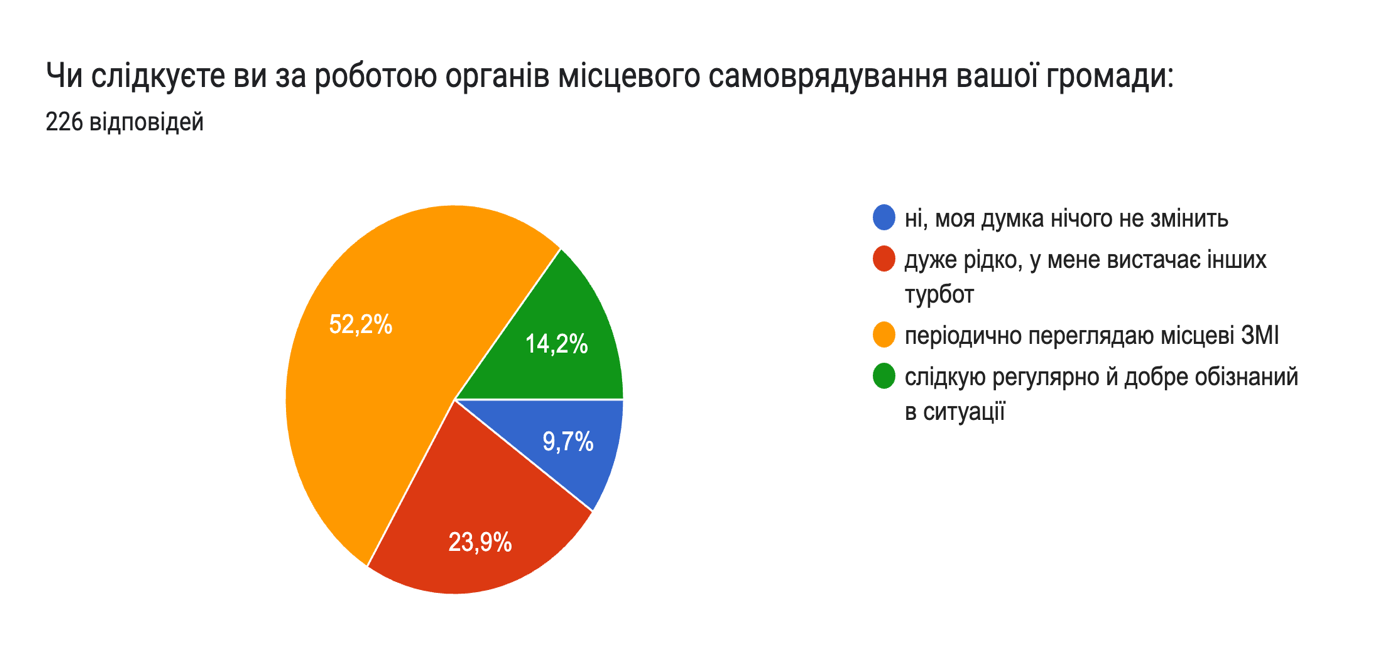 Чи слідкуєте ви за роботою органів місцевого самоврядування вашої громади:
226 відповідей
ні, моя думка нічого не змінить
дуже рідко, у мене вистачає інших
турбот
періодично переглядаю місцеві ЗМІ
слідкую регулярно й добре обізнаний
в ситуації
52,2%
14,2%
9,7%
23,9%